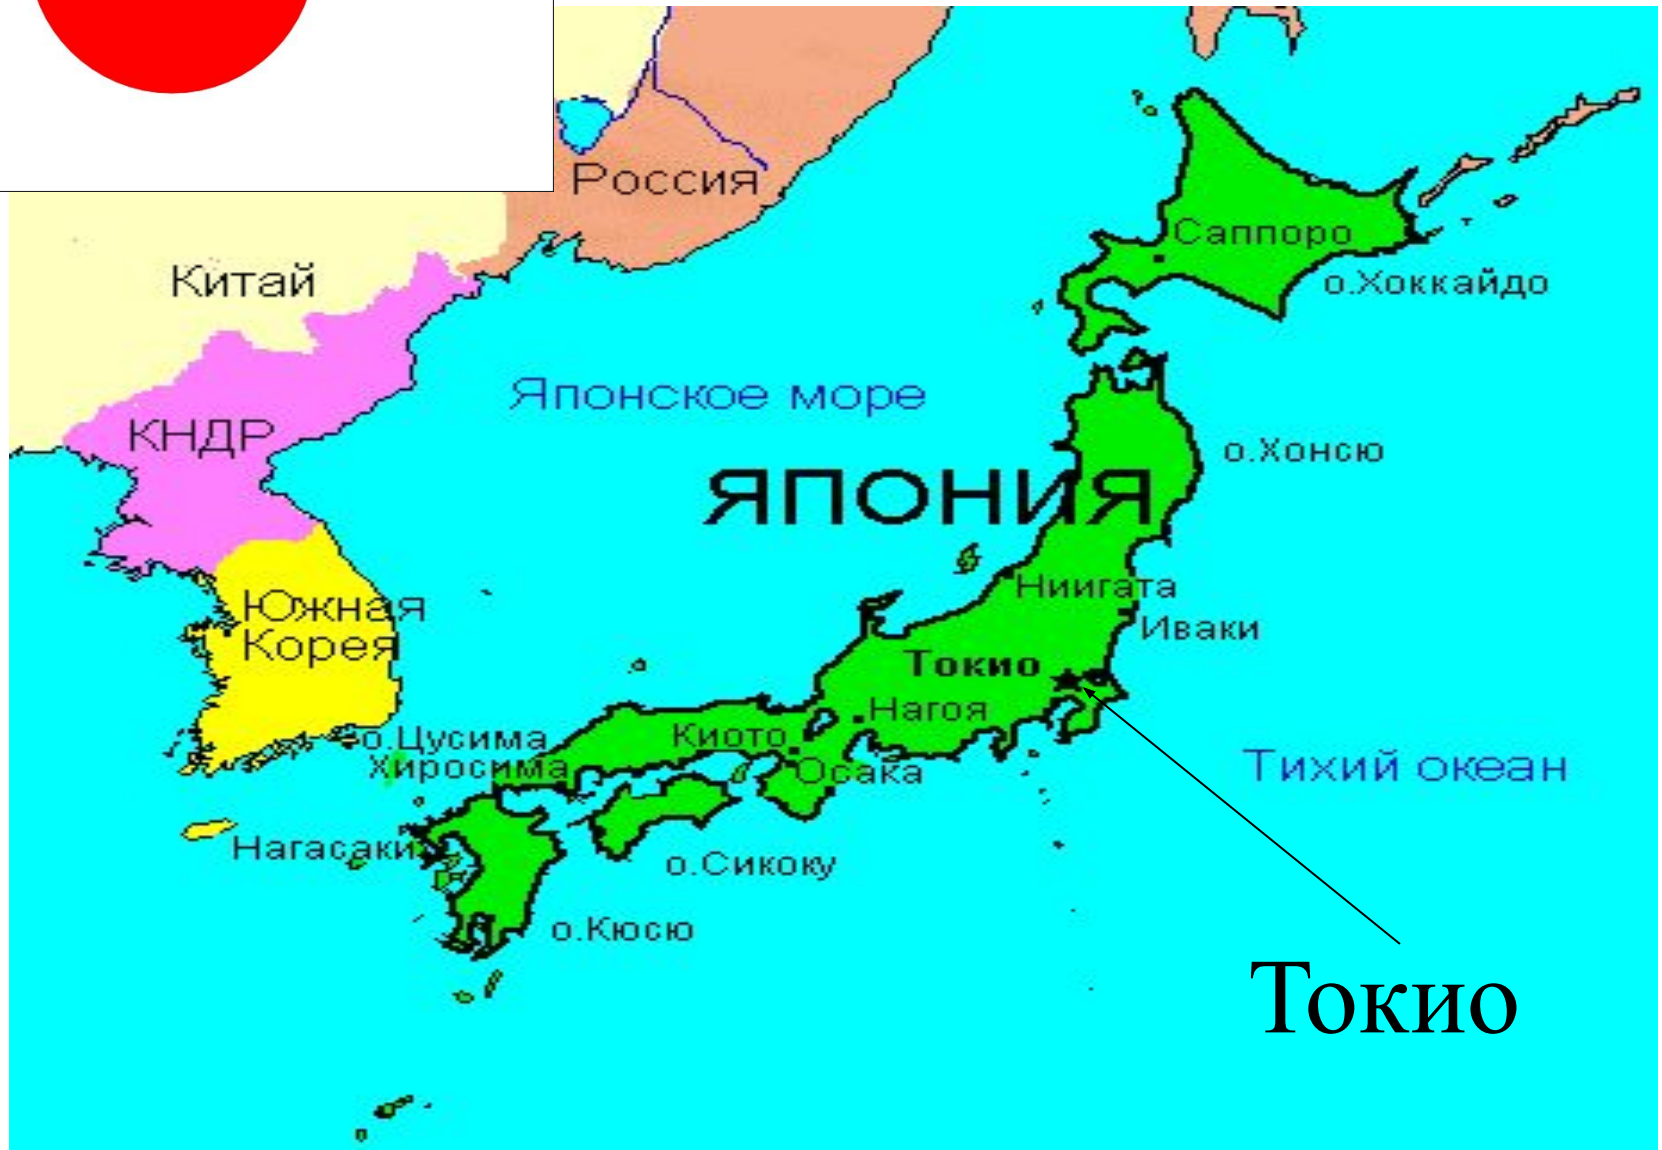 Россия
Саппоро
Китай
о.Хоккайдо
Японское море
КНДР
о.Хонсю
ЯПОНИЯ
Ниигата
Южная
Корея
Иваки
Токио
Нагоя
о.Цусима
Киото
Хиросима
Осака
Тихий океан
Нагасаки
о.Сикоку
о.Кюсю
Токио